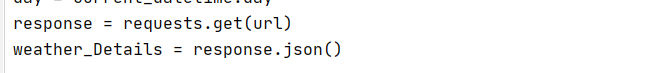 day = current_datetime.day
response = requests.get(url)
weather_Details = response.json()